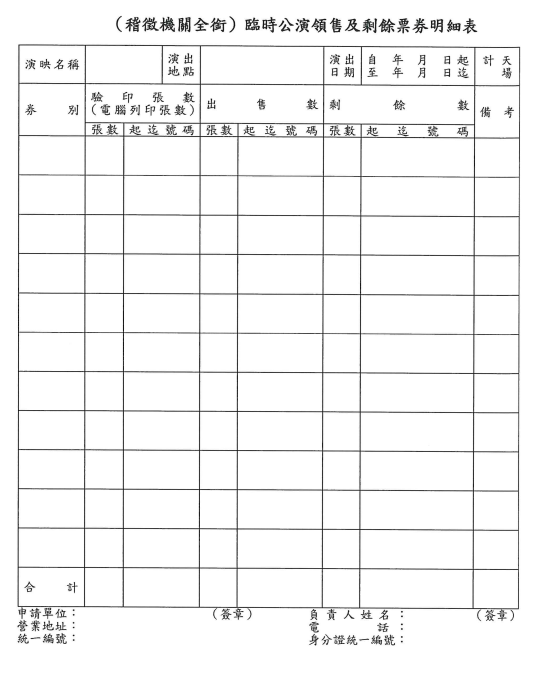 （稽徵機關全銜）臨時公演領售及剩餘票券明細表
演映名稱
演出
地點
演出
日期
自 年 月 日起
至 年 月 日迄
計 天
場
券 別
驗印張數
（電腦列印張數）
出售數
剩餘數
備考
張數 起迄號碼 張數 起迄號碼 張數 起迄號碼
合計
申請單位： （簽章） 負責人姓名： （簽章）
營業地址： 電話：
統一編號： 身分證統一編號：